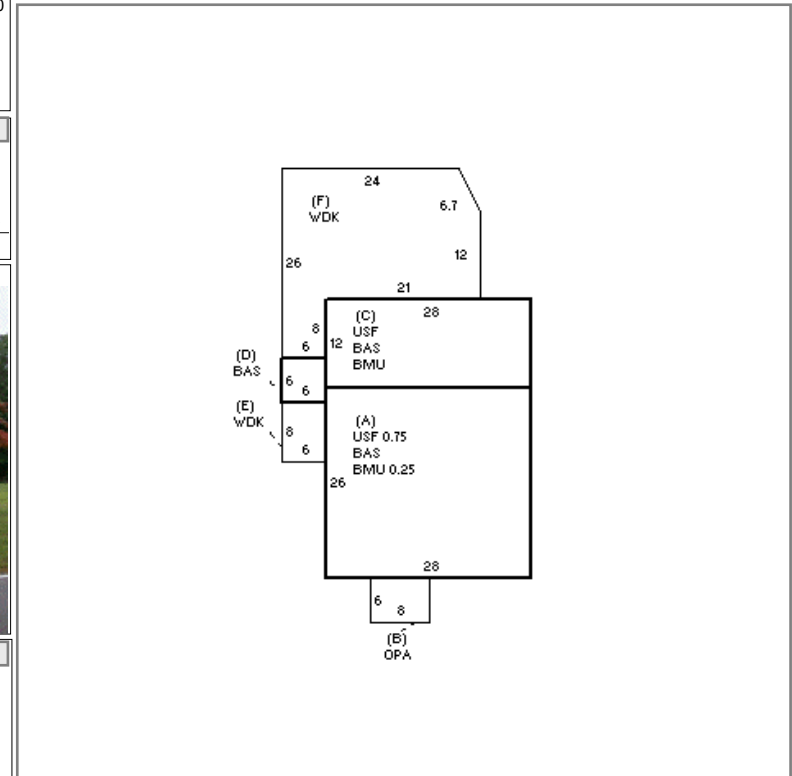 24
(F)
WDK
6.7
12
26
21
(C)
28
USF
BAS
BMU
8
6
12
(D)
BAS
6
6
(E)
WDK
8
6
(A)
USF 0.75
BAS
BMU 0.25
26
28
6
8
(B)
OPA